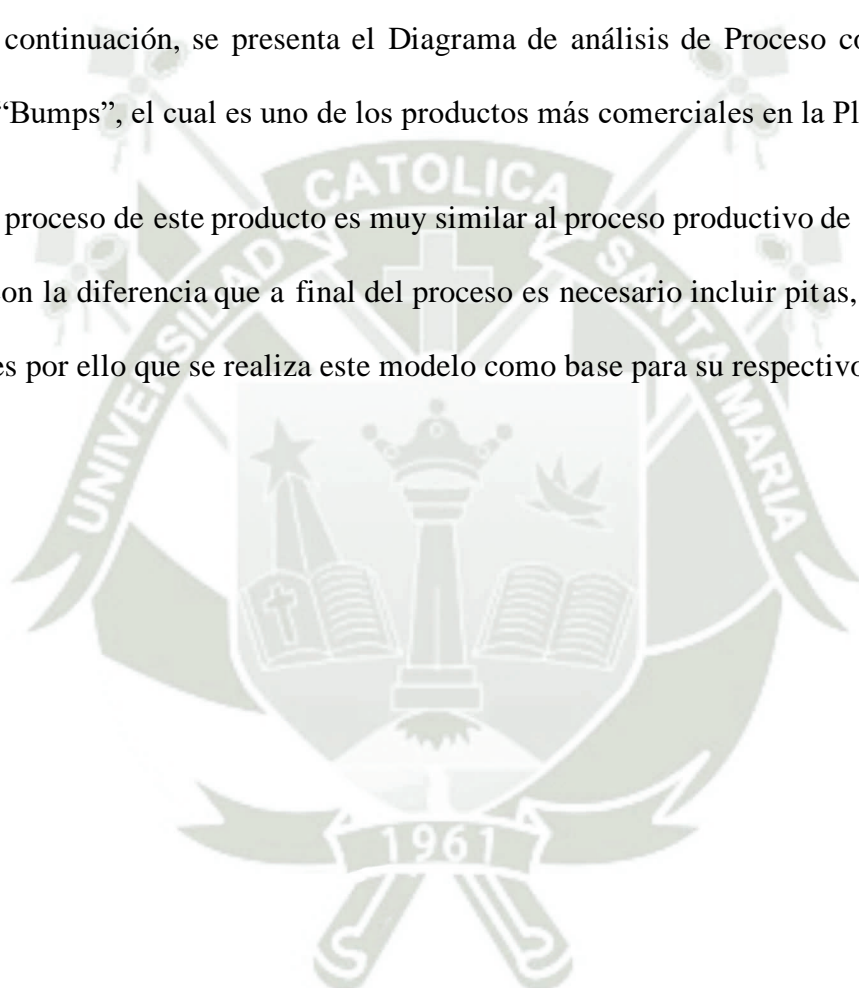 continuación, se presenta el Diagrama de análisis de Proceso
“Bumps”, el cual es uno de los productos más comerciales en la
proceso de este producto es muy similar al proceso productivo de
la diferencia que a final del proceso es necesario incluir pitas,
es por ello que se realiza este modelo como base para su respectivo
UNIVERSIDAD CATOLICA SANTA MARIA
1961